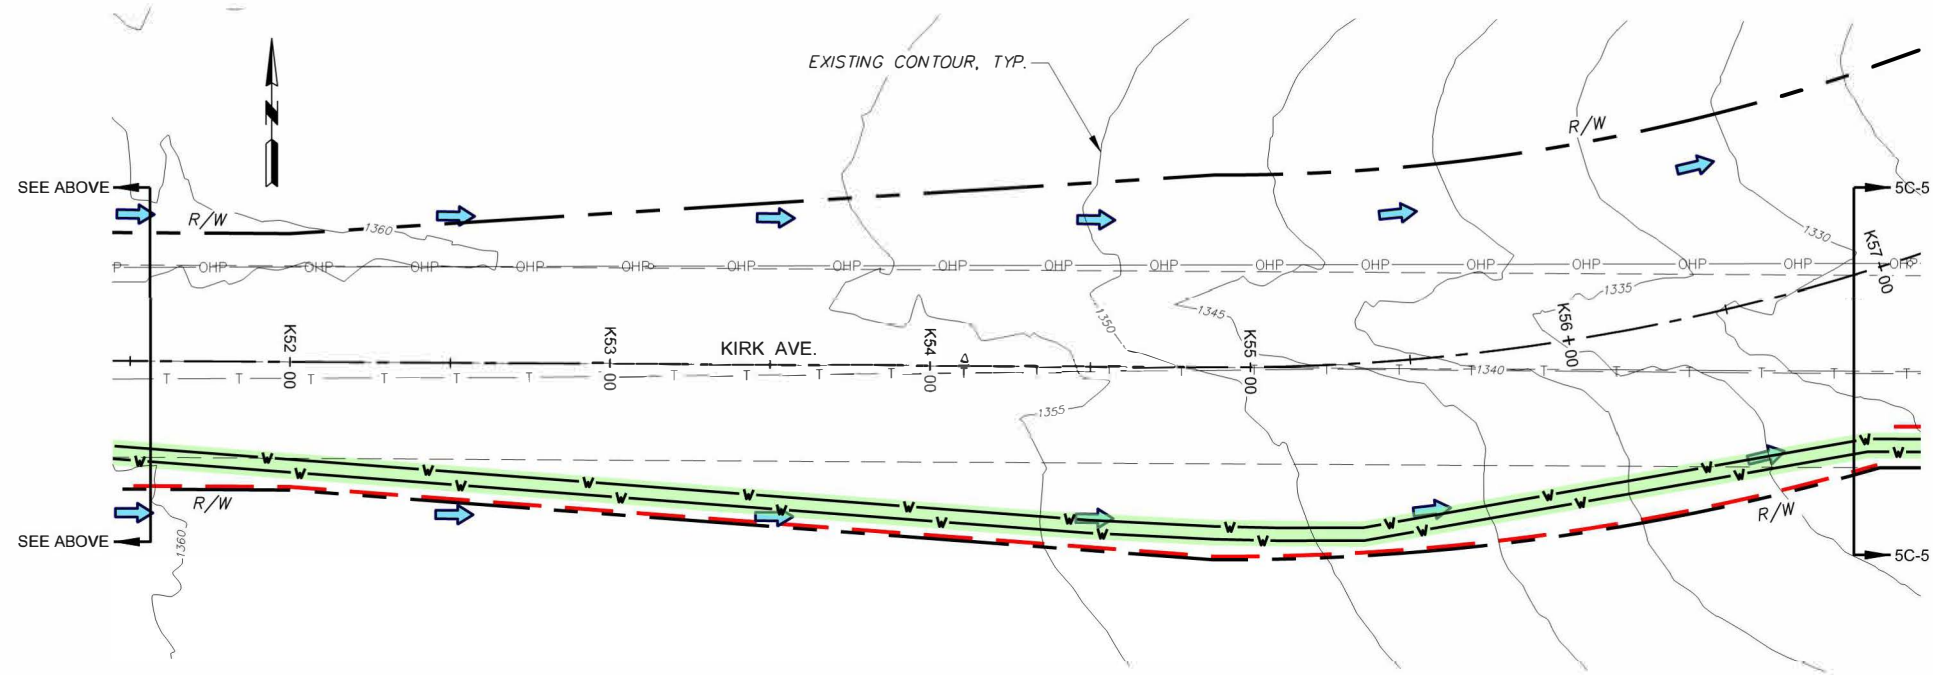 EXISTING CONTOUR, TYP.
R/W
N
SEE ABOVE
5C-5
R/W
1360
1330
K57+00
P OHP OHP OHP OHP OHP OHP OHP OHP OHP OHP OHP OHP OHP OHP OHP OHP OHP
1335
1350
1345
K52+00
K53+00
K54+00
K55+00
K56+00
KIRK AVE.
T T T T T T T T T T T T T T T T T T T T T T T T T
1340
1355
W W W W W W W W W W W W
W W W W W W W W W W W W
R/W
R/W
1360
SEE ABOVE
5C-5